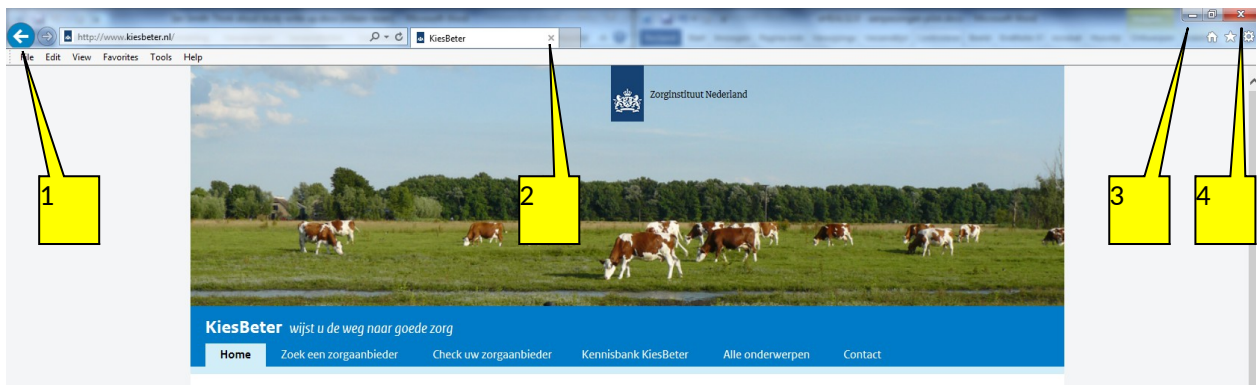 http://www.kiesbeter.nl/
KiesBeter
File Edit View Favorites Tools Help
Zorginstituut Nederland
1
2
3
4
KiesBeter wijst u de weg naar goede zorg
Home Zoek een zorgaanbieder Check uw zorgaanbieder Kennisbank KiesBeter Alle onderwerpen Contact